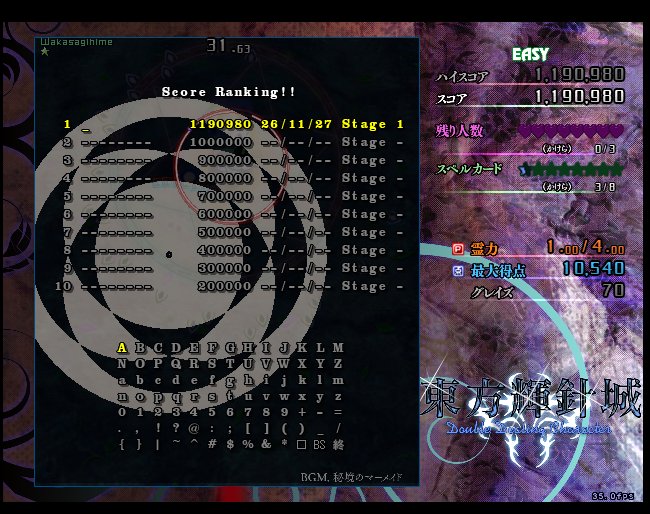 Wakasagihime
31.63
EASY
ハイスコア 1,190,980
スコア 1,190,980
残り人数
(かけら) 0/3
スペルカード
(かけら) 3/8
霊力 1.00/4.00
最大得点 10,540
グレイズ 70
Score Ranking!!
1 _ 1190980 26/11/27 Stage 1
2 -------- 1000000 --/--/-- Stage -
3 -------- 900000 --/--/-- Stage -
4 -------- 800000 --/--/-- Stage -
5 -------- 700000 --/--/-- Stage -
6 -------- 600000 --/--/-- Stage -
7 -------- 500000 --/--/-- Stage -
8 -------- 400000 --/--/-- Stage -
9 -------- 300000 --/--/-- Stage -
10 -------- 200000 --/--/-- Stage -
A B C D E F G H I J K L M
N O P Q R S T U V W X Y Z
a b c d e f g h i j k l m
n o p q r s t u v w x y z
0 1 2 3 4 5 6 7 8 9 + - =
. , ! ? @ : ; [ ] ( ) _ /
{ } | ~ ^ # $ % & * □ BS 終
東方輝針城
Double Dealing Character
BGM. 秘境のマーメイド
35.0fps